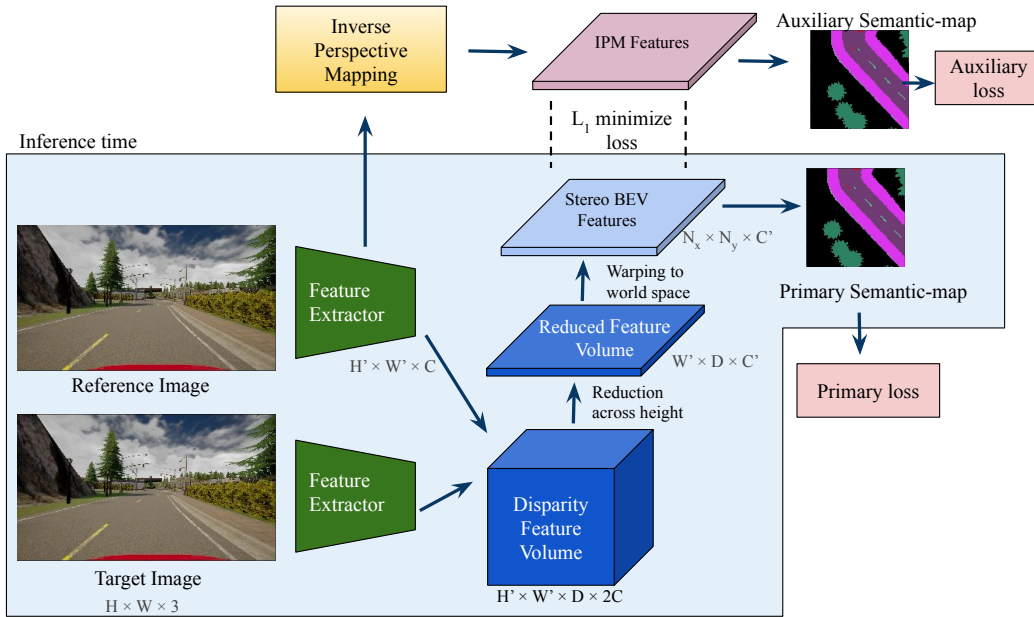 Inverse
Perspective
Mapping
IPM Features
Auxiliary Semantic-map
Auxiliary
loss
L₁ minimize
loss
Inference time
Stereo BEV
Features
Nₓ × Nᵧ × C’
Primary Semantic-map
Warping to
world space
Feature
Extractor
H’ × W’ × C
Reduced Feature
Volume
W’ × D × C’
Reference Image
Reduction
across height
Primary loss
Feature
Extractor
Disparity
Feature
Volume
H’ × W’ × D × 2C
Target Image
H × W × 3